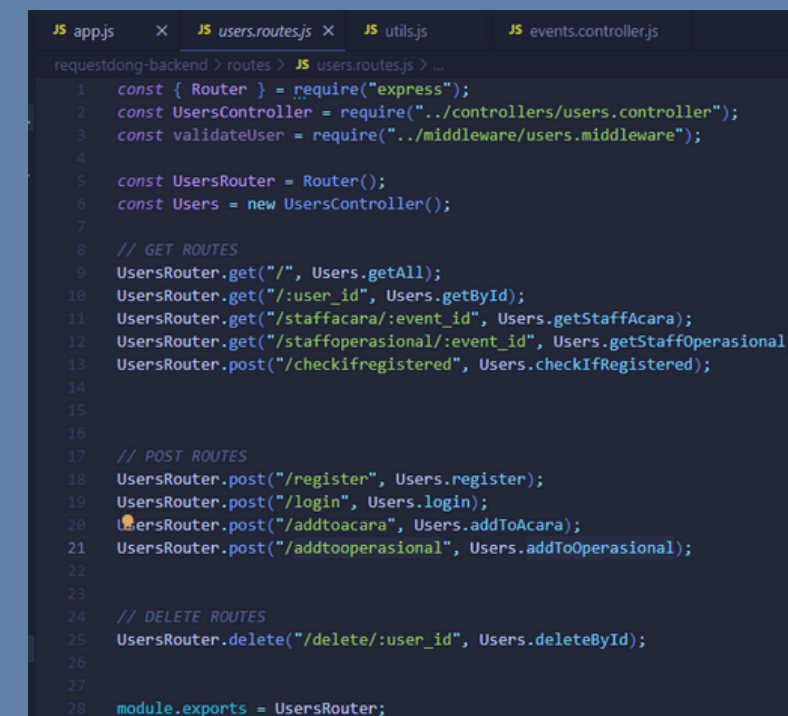 JS app.js × JS users.routes.js × JS utils.js JS events.controller.js
requestdong-backend > routes > JS users.routes.js > ...
1 const { Router } = require("express");
2 const UsersController = require("../controllers/users.controller");
3 const validateUser = require("../middleware/users.middleware");
4
5 const UsersRouter = Router();
6 const Users = new UsersController();
7
8 // GET ROUTES
9 UsersRouter.get("/", Users.getAll);
10 UsersRouter.get("/:user_id", Users.getById);
11 UsersRouter.get("/staffacara/:event_id", Users.getStaffAcara);
12 UsersRouter.get("/staffoperasional/:event_id", Users.getStaffOperasional
13 UsersRouter.post("/checkifregistered", Users.checkIfRegistered);
14
15
16
17 // POST ROUTES
18 UsersRouter.post("/register", Users.register);
19 UsersRouter.post("/login", Users.login);
20 UsersRouter.post("/addtoacara", Users.addToAcara);
21 UsersRouter.post("/addtooperasional", Users.addToOperasional);
22
23
24 // DELETE ROUTES
25 UsersRouter.delete("/delete/:user_id", Users.deleteById);
26
27
28 module.exports = UsersRouter;